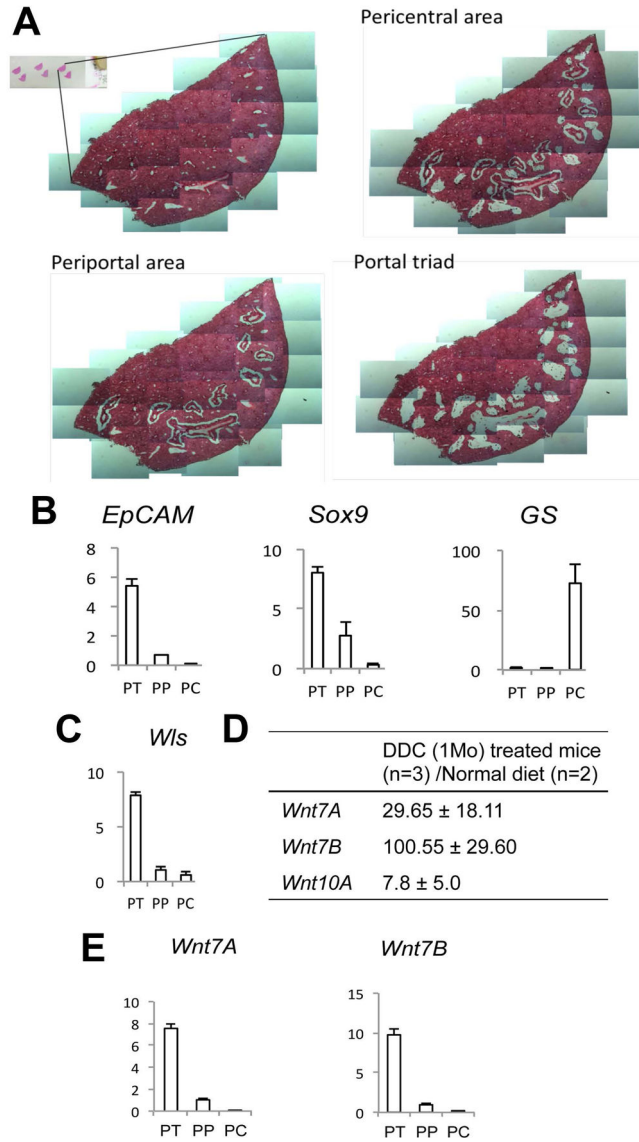 A
Pericentral area
Periportal area
Portal triad
B
EpCAM
Sox9
GS
8
6
4
2
0
PT PP PC
10
5
0
PT PP PC
100
50
0
PT PP PC
C
Wls
10
5
0
PT PP PC
D
DDC (1Mo) treated mice
(n=3) /Normal diet (n=2)
Wnt7A 29.65 ± 18.11
Wnt7B 100.55 ± 29.60
Wnt10A 7.8 ± 5.0
E
Wnt7A
Wnt7B
10
8
6
4
2
0
PT PP PC
15
10
5
0
PT PP PC